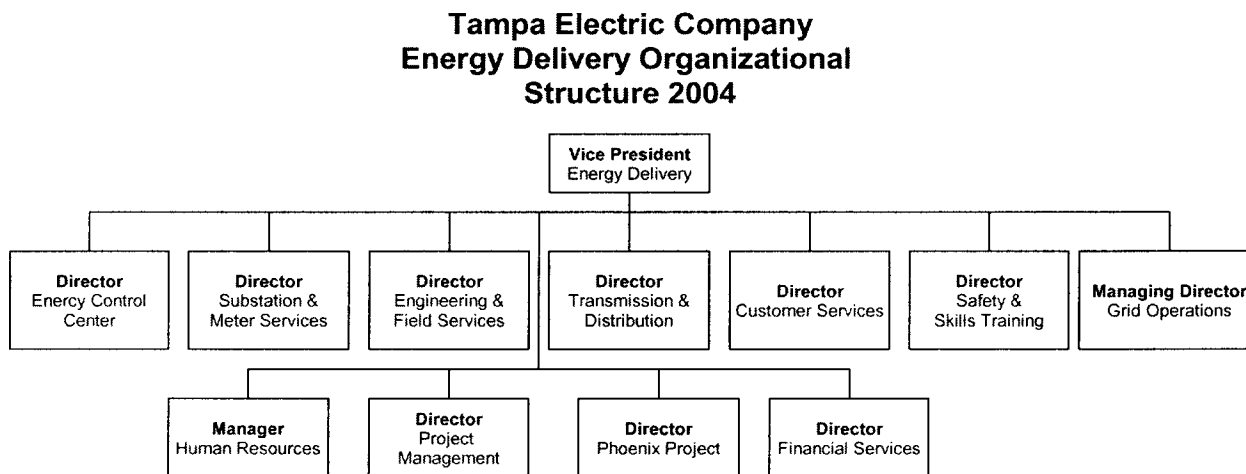 Tampa Electric Company
Energy Delivery Organizational
Structure 2004
Vice President
Energy Delivery
Director
Enercy Control
Center
Director
Substation &
Meter Services
Director
Engineering &
Field Services
Director
Transmission &
Distribution
Director
Customer Services
Director
Safety &
Skills Training
Managing Director
Grid Operations
Manager
Human Resources
Director
Project
Management
Director
Phoenix Project
Director
Financial Services